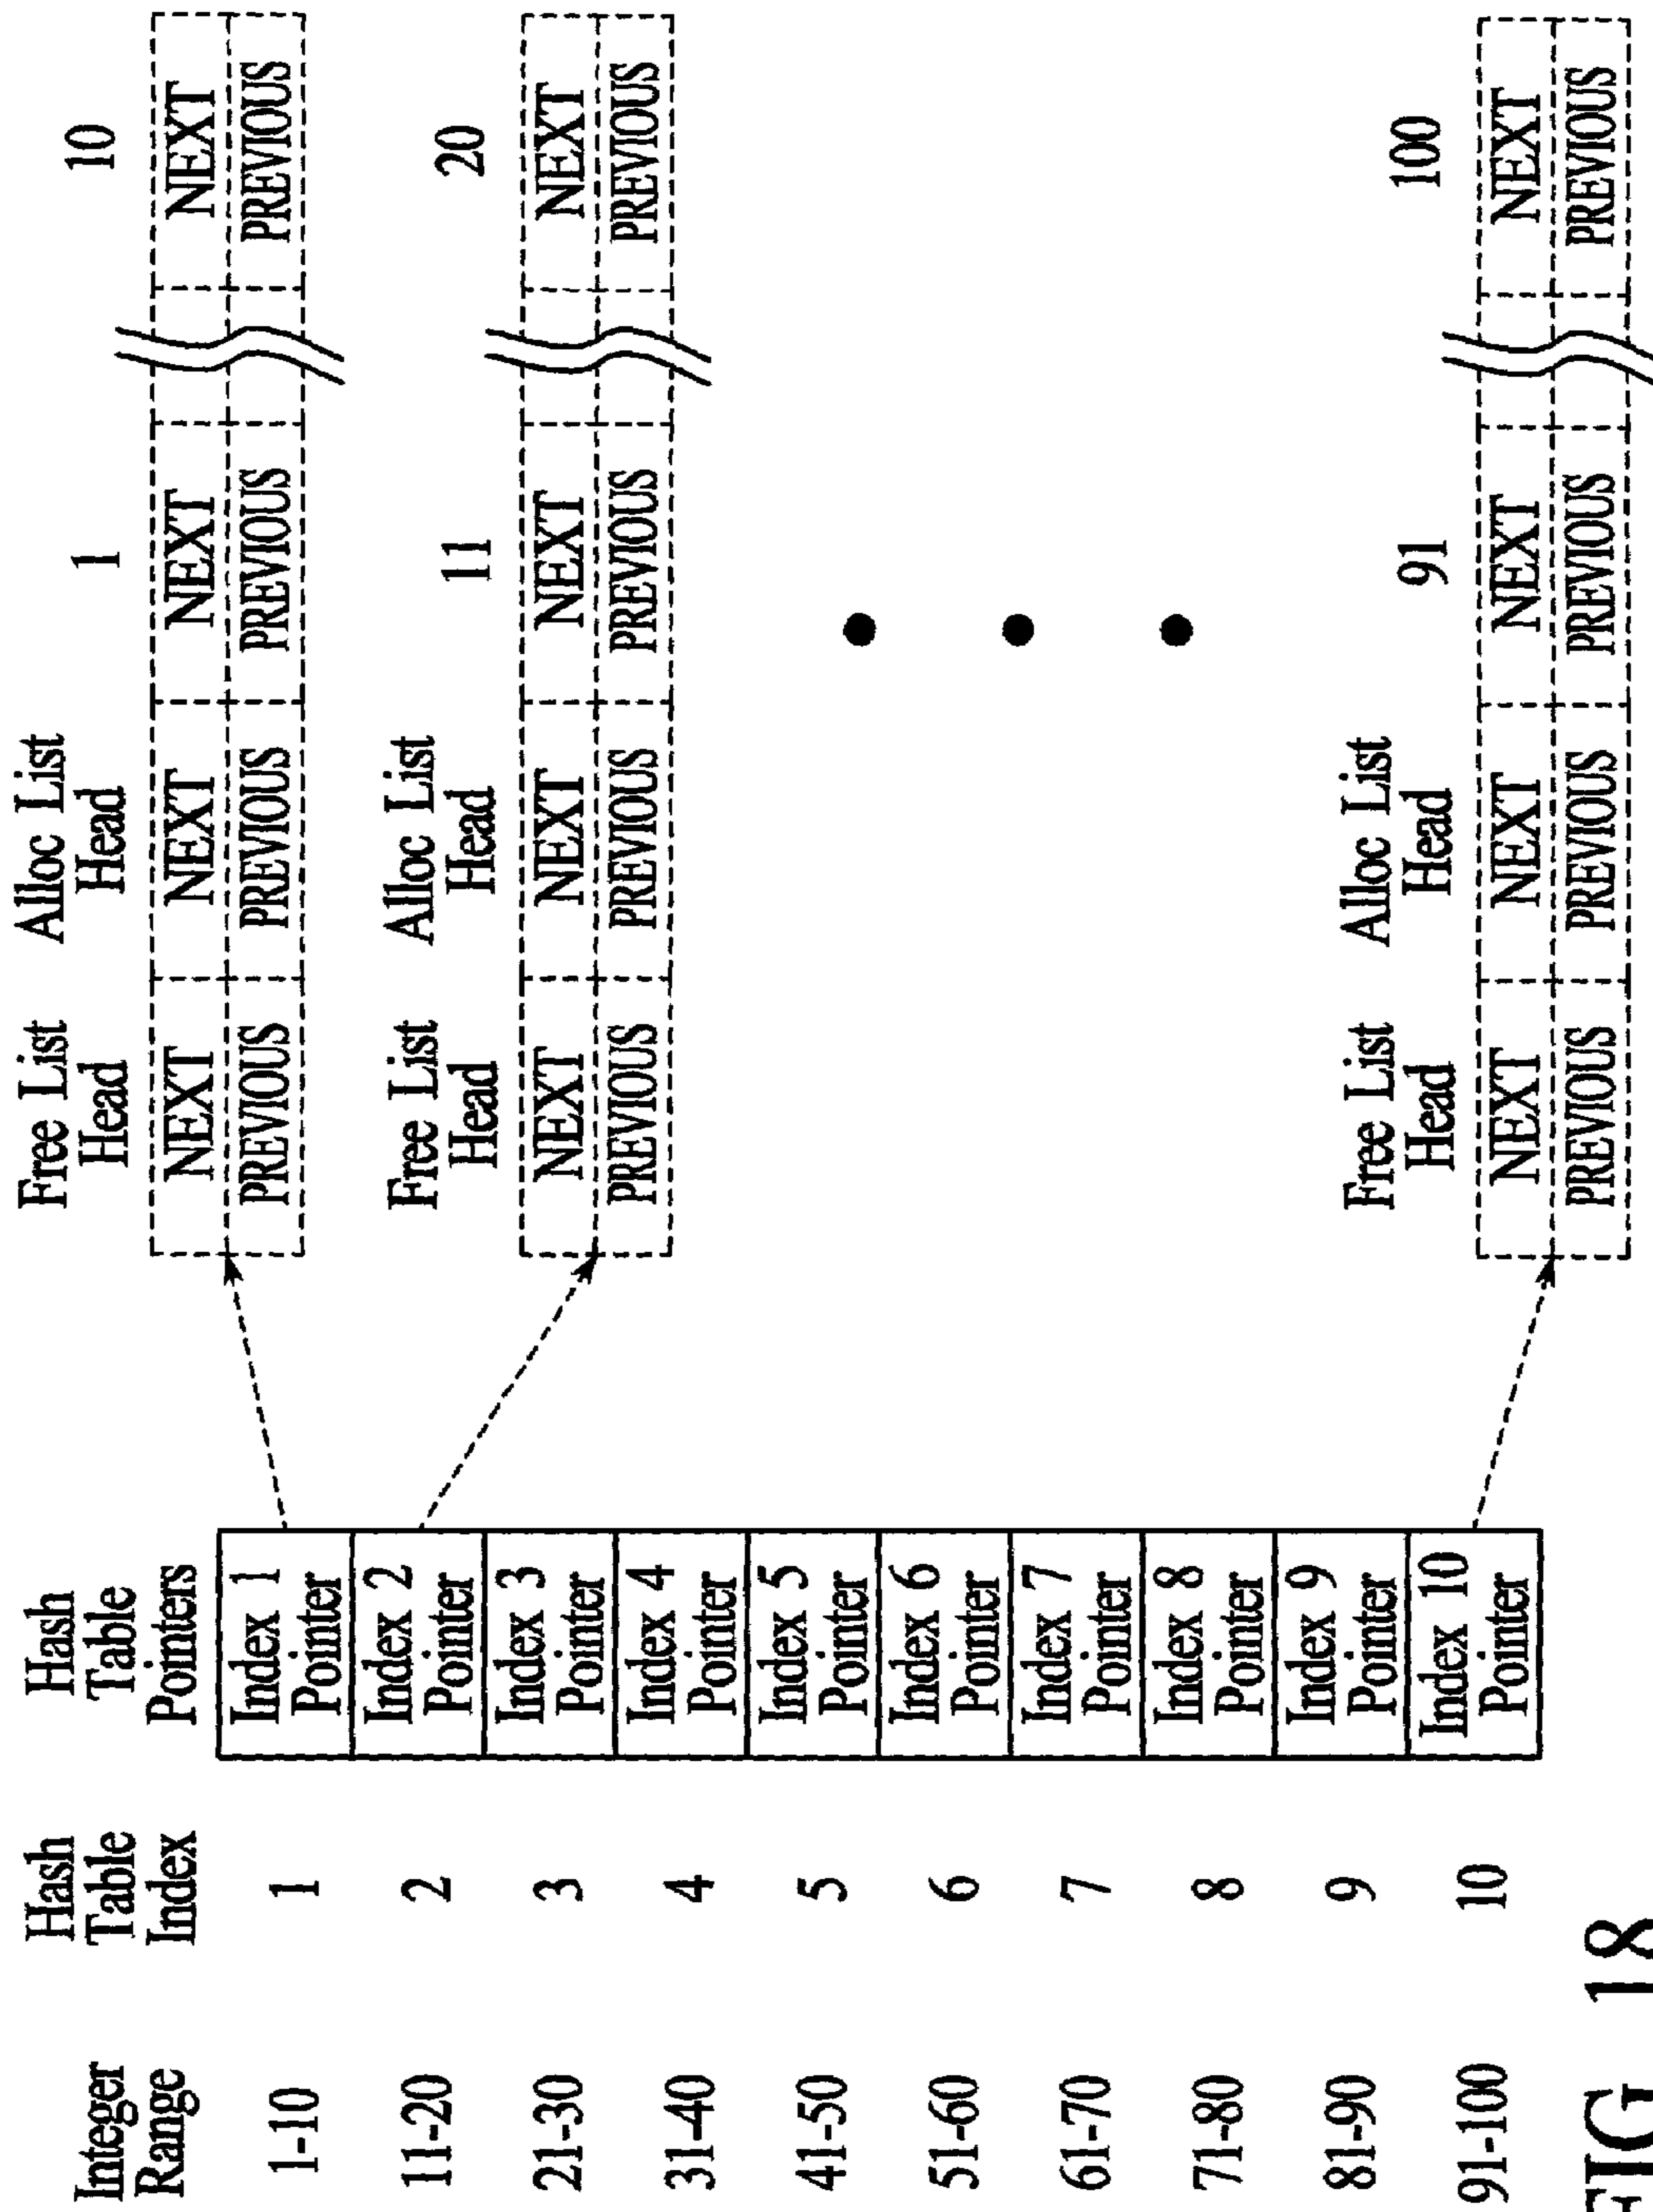 Integer
Range
Hash
Table
Index
Hash
Table
Pointers
1-10
1
Index 1
Pointer
11-20
2
Index 2
Pointer
21-30
3
Index 3
Pointer
31-40
4
Index 4
Pointer
41-50
5
Index 5
Pointer
51-60
6
Index 6
Pointer
61-70
7
Index 7
Pointer
71-80
8
Index 8
Pointer
81-90
9
Index 9
Pointer
91-100
10
Index 10
Pointer
Free List
Head
Alloc List
Head
1
10
NEXT NEXT NEXT NEXT
PREVIOUS PREVIOUS PREVIOUS PREVIOUS
Free List
Head
Alloc List
Head
11
20
NEXT NEXT NEXT NEXT
PREVIOUS PREVIOUS PREVIOUS PREVIOUS
Free List
Head
Alloc List
Head
91
100
NEXT NEXT NEXT NEXT
PREVIOUS PREVIOUS PREVIOUS PREVIOUS
FIG 18